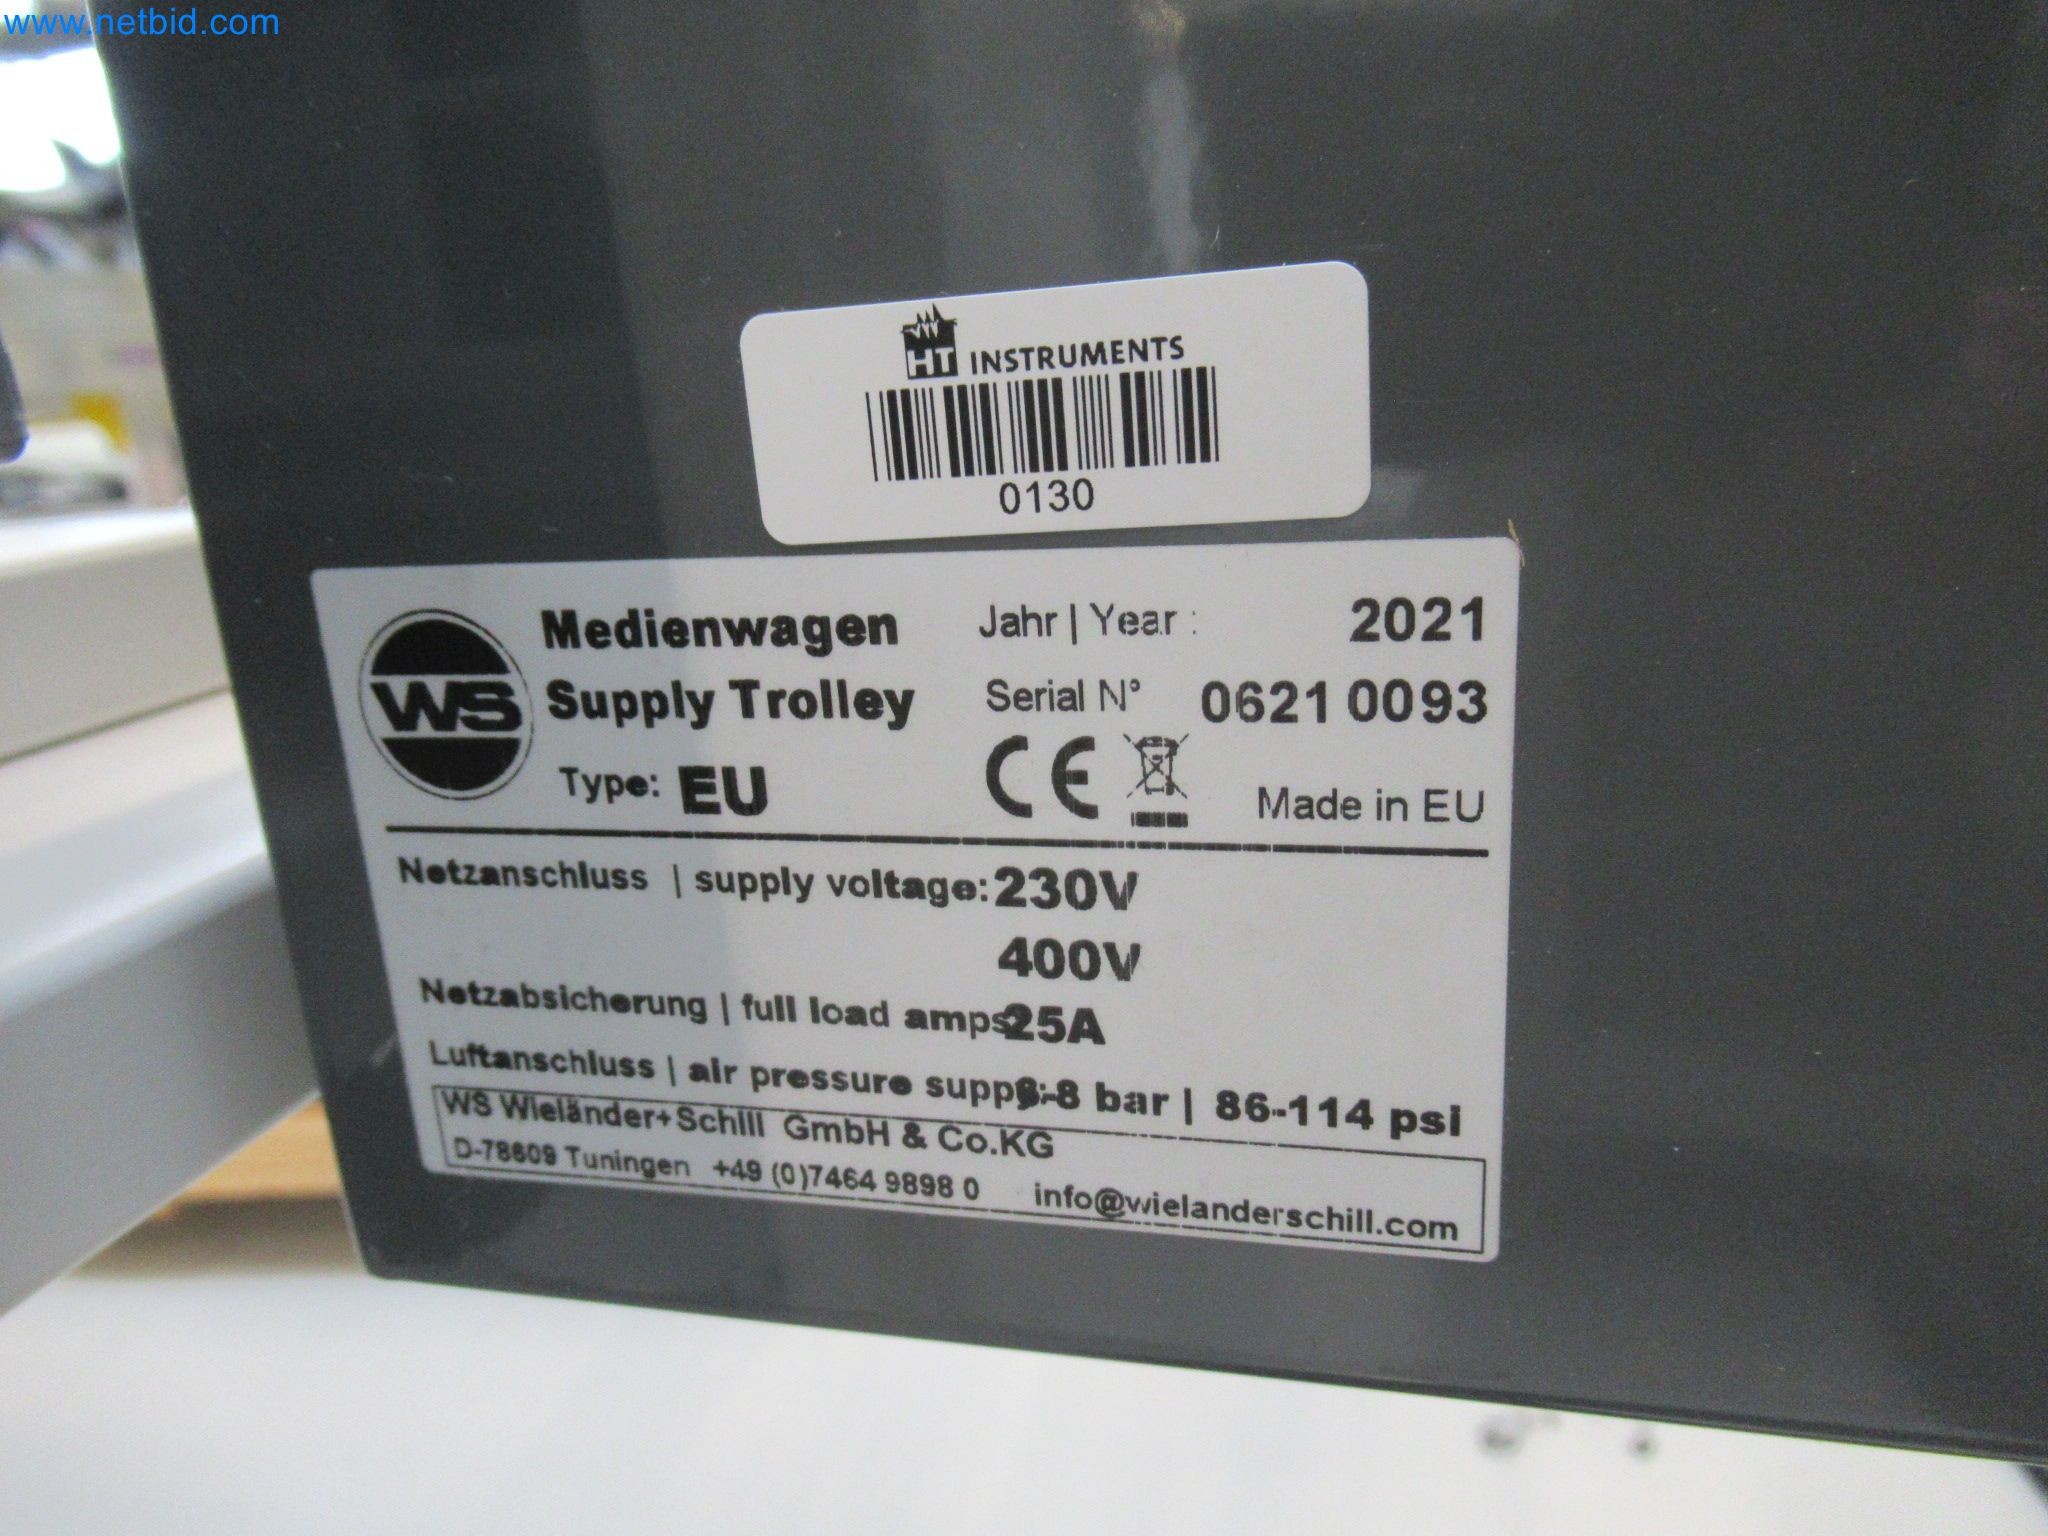 www.netbid.com
HT INSTRUMENTS
0130
WS
Medienwagen
Supply Trolley
Type: EU
Jahr | Year : 2021
Serial N° 0621 0093
CE
Made in EU
Netzanschluss | supply voltage: 230V
400V
Netzabsicherung | full load amps: 25A
Luftanschluss | air pressure suppy: 6-8 bar | 86-114 psi
WS Wieländer+Schill GmbH & Co.KG
D-78609 Tuningen +49 (0)7464 9898 0 info@wielanderschill.com